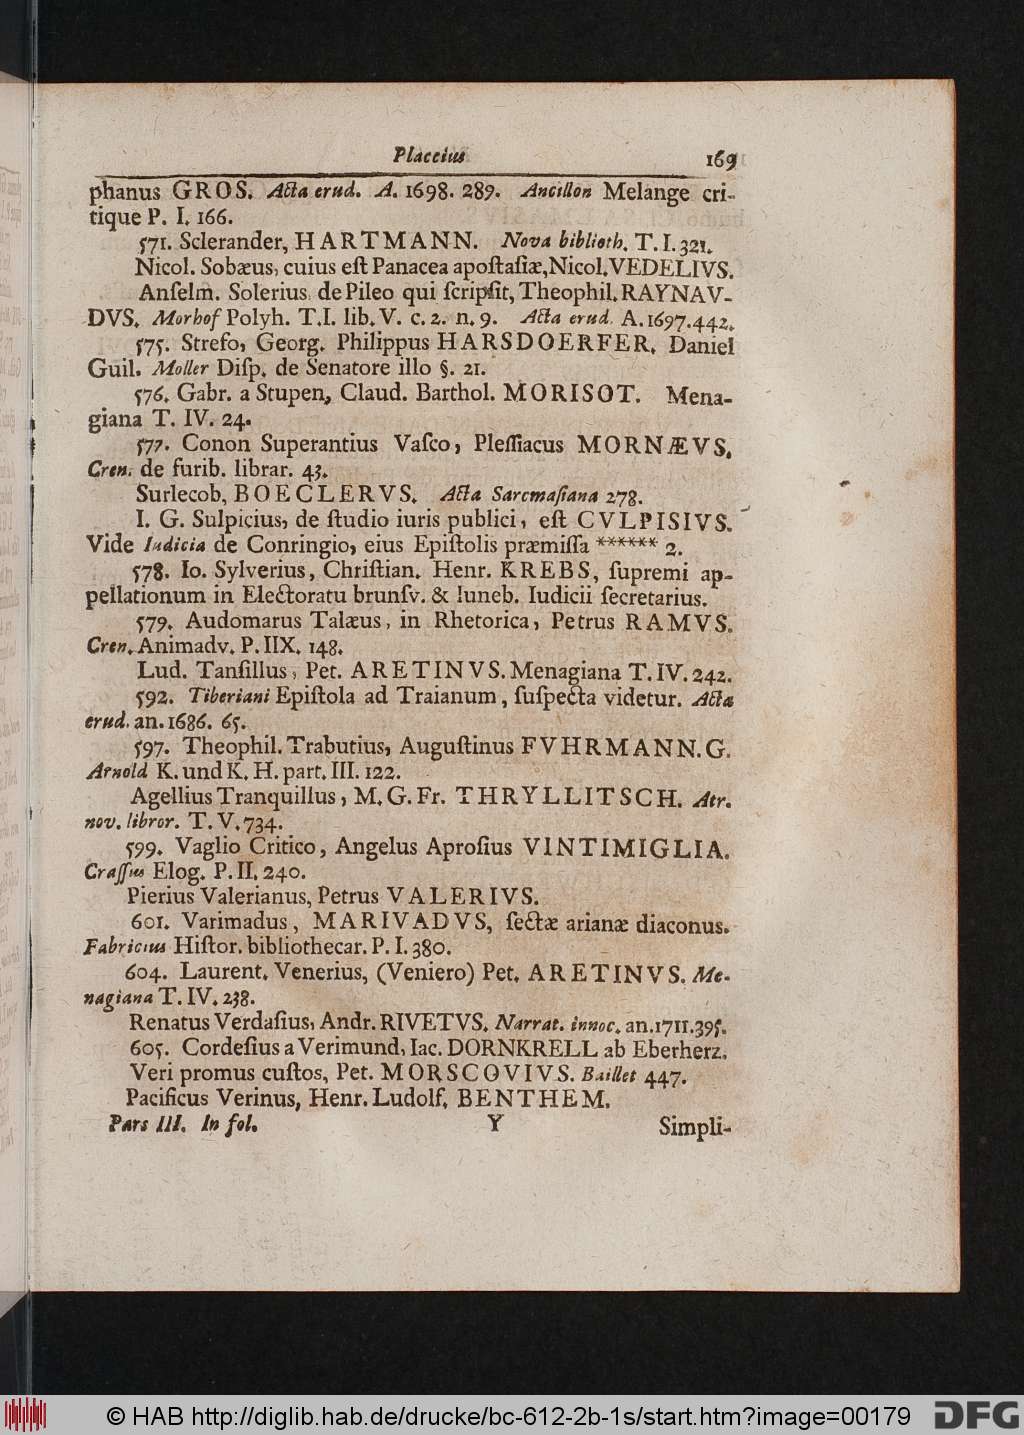 Placcius
169
phanus GROS. Acta erud. A. 1698. 289. Ancillon Melange cri-
tique P. I. 166.
571. Sclerander, HARTMANN. Nova biblioth. T. I. 321.
Nicol. Sobæus, cuius eſt Panacea apoſtaſiæ, Nicol. VEDELIVS.
Anſelm. Solerius de Pileo qui ſcripſit, Theophil. RAYNAV-
DVS. Morhof Polyh. T.I. lib. V. c. 2. n. 9. Acta erud. A. 1697. 442.
575. Strefo, Georg. Philippus HARSDOERFER. Daniel
Guil. Moller Diſp. de Senatore illo §. 21.
576. Gabr. a Stupen, Claud. Barthol. MORISOT. Mena-
giana T. IV. 24.
577. Conon Superantius Vaſco, Pleſſiacus MORNÆVS.
Cren. de furib. librar. 43.
Surlecob, BOECLERVS. Acta Sarcmaſiana 278.
I. G. Sulpicius, de ſtudio iuris publici, eſt CVLPISIVS.
Vide Iudicia de Conringio, eius Epiſtolis præmiſſa ****** 2.
578. Io. Sylverius, Chriſtian. Henr. KREBS, ſupremi ap-
pellationum in Electoratu brunſv. & luneb. Iudicii ſecretarius.
579. Audomarus Talæus, in Rhetorica, Petrus RAMVS.
Cren. Animadv. P. IIX. 148.
Lud. Tanſillus, Pet. ARETINVS. Menagiana T. IV. 242.
592. Tiberiani Epiſtola ad Traianum, ſuſpecta videtur. Acta
erud. an. 1686. 65.
597. Theophil. Trabutius, Auguſtinus FVHRMANN. G.
Arnold K. und K. H. part. III. 122.
Agellius Tranquillus, M. G. Fr. THRYLLITSCH. Atr.
nov. libror. T. V. 734.
599. Vaglio Critico, Angelus Aproſius VINTIMIGLIA.
Craſſus Elog. P. II. 240.
Pierius Valerianus, Petrus VALERIVS.
601. Varimadus, MARIVADVS, ſectæ arianæ diaconus.
Fabricius Hiſtor. bibliothecar. P. I. 380.
604. Laurent. Venerius, (Veniero) Pet. ARETINVS. Me-
nagiana T. IV. 238.
Renatus Verdaſius, Andr. RIVETVS. Narrat. innoc. an. 1711. 395.
605. Cordeſius a Verimund, Iac. DORNKRELL ab Eberherz.
Veri promus cuſtos, Pet. MORSCOVIVS. Baillet 447.
Pacificus Verinus, Henr. Ludolf. BENTHEM.
Pars III. In fol.
Y
Simpli-
© HAB http://diglib.hab.de/drucke/bc-612-2b-1s/start.htm?image=00179
DFG